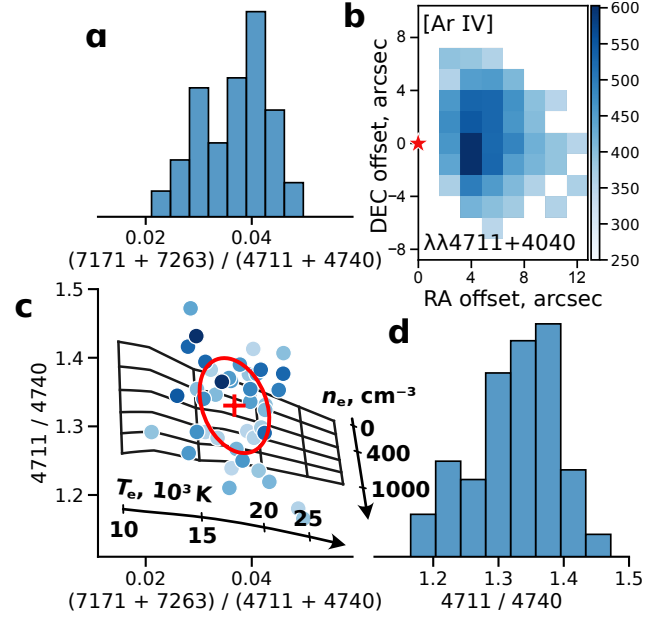 a
0.02
0.04
(7171 + 7263) / (4711 + 4740)
b
[Ar IV]
λλ4711+4040
8
4
0
−4
−8
DEC offset, arcsec
0
4
8
12
RA offset, arcsec
600
550
500
450
400
350
300
250
c
1.5
1.4
1.3
1.2
4711 / 4740
nₑ, cm⁻³
0
400
1000
Tₑ, 10³ K
10
15
20
25
0.02
0.04
(7171 + 7263) / (4711 + 4740)
d
1.2
1.3
1.4
1.5
4711 / 4740